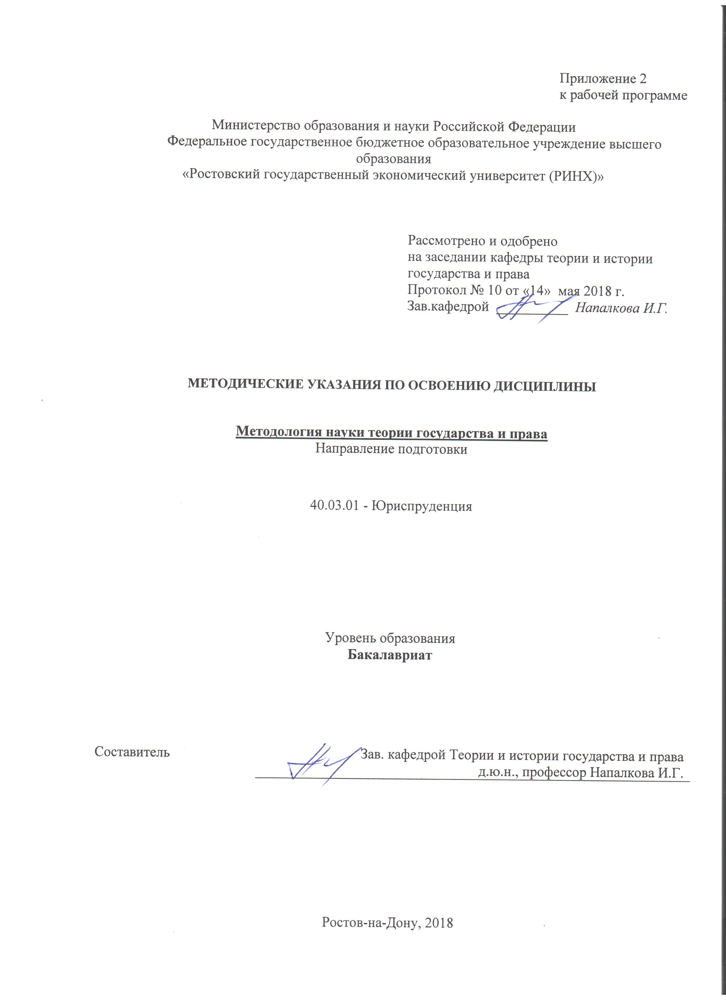 Приложение 2
к рабочей программе
Министерство образования и науки Российской Федерации
Федеральное государственное бюджетное образовательное учреждение высшего
образования
«Ростовский государственный экономический университет (РИНХ)»
Рассмотрено и одобрено
на заседании кафедры теории и истории
государства и права
Протокол № 10 от «14» мая 2018 г.
Зав.кафедрой __________ Напалкова И.Г.
МЕТОДИЧЕСКИЕ УКАЗАНИЯ ПО ОСВОЕНИЮ ДИСЦИПЛИНЫ
Методология науки теории государства и права
Направление подготовки
40.03.01 - Юриспруденция
Уровень образования
Бакалавриат
Составитель Зав. кафедрой Теории и истории государства и права
д.ю.н., профессор Напалкова И.Г.
Ростов-на-Дону, 2018